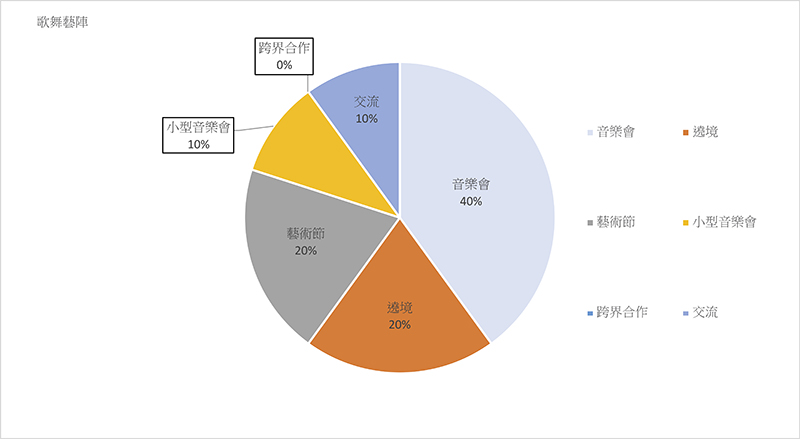 歌舞藝陣
跨界合作
0%
交流
10%
小型音樂會
10%
音樂會
40%
藝術節
20%
遶境
20%
音樂會
遶境
藝術節
小型音樂會
跨界合作
交流